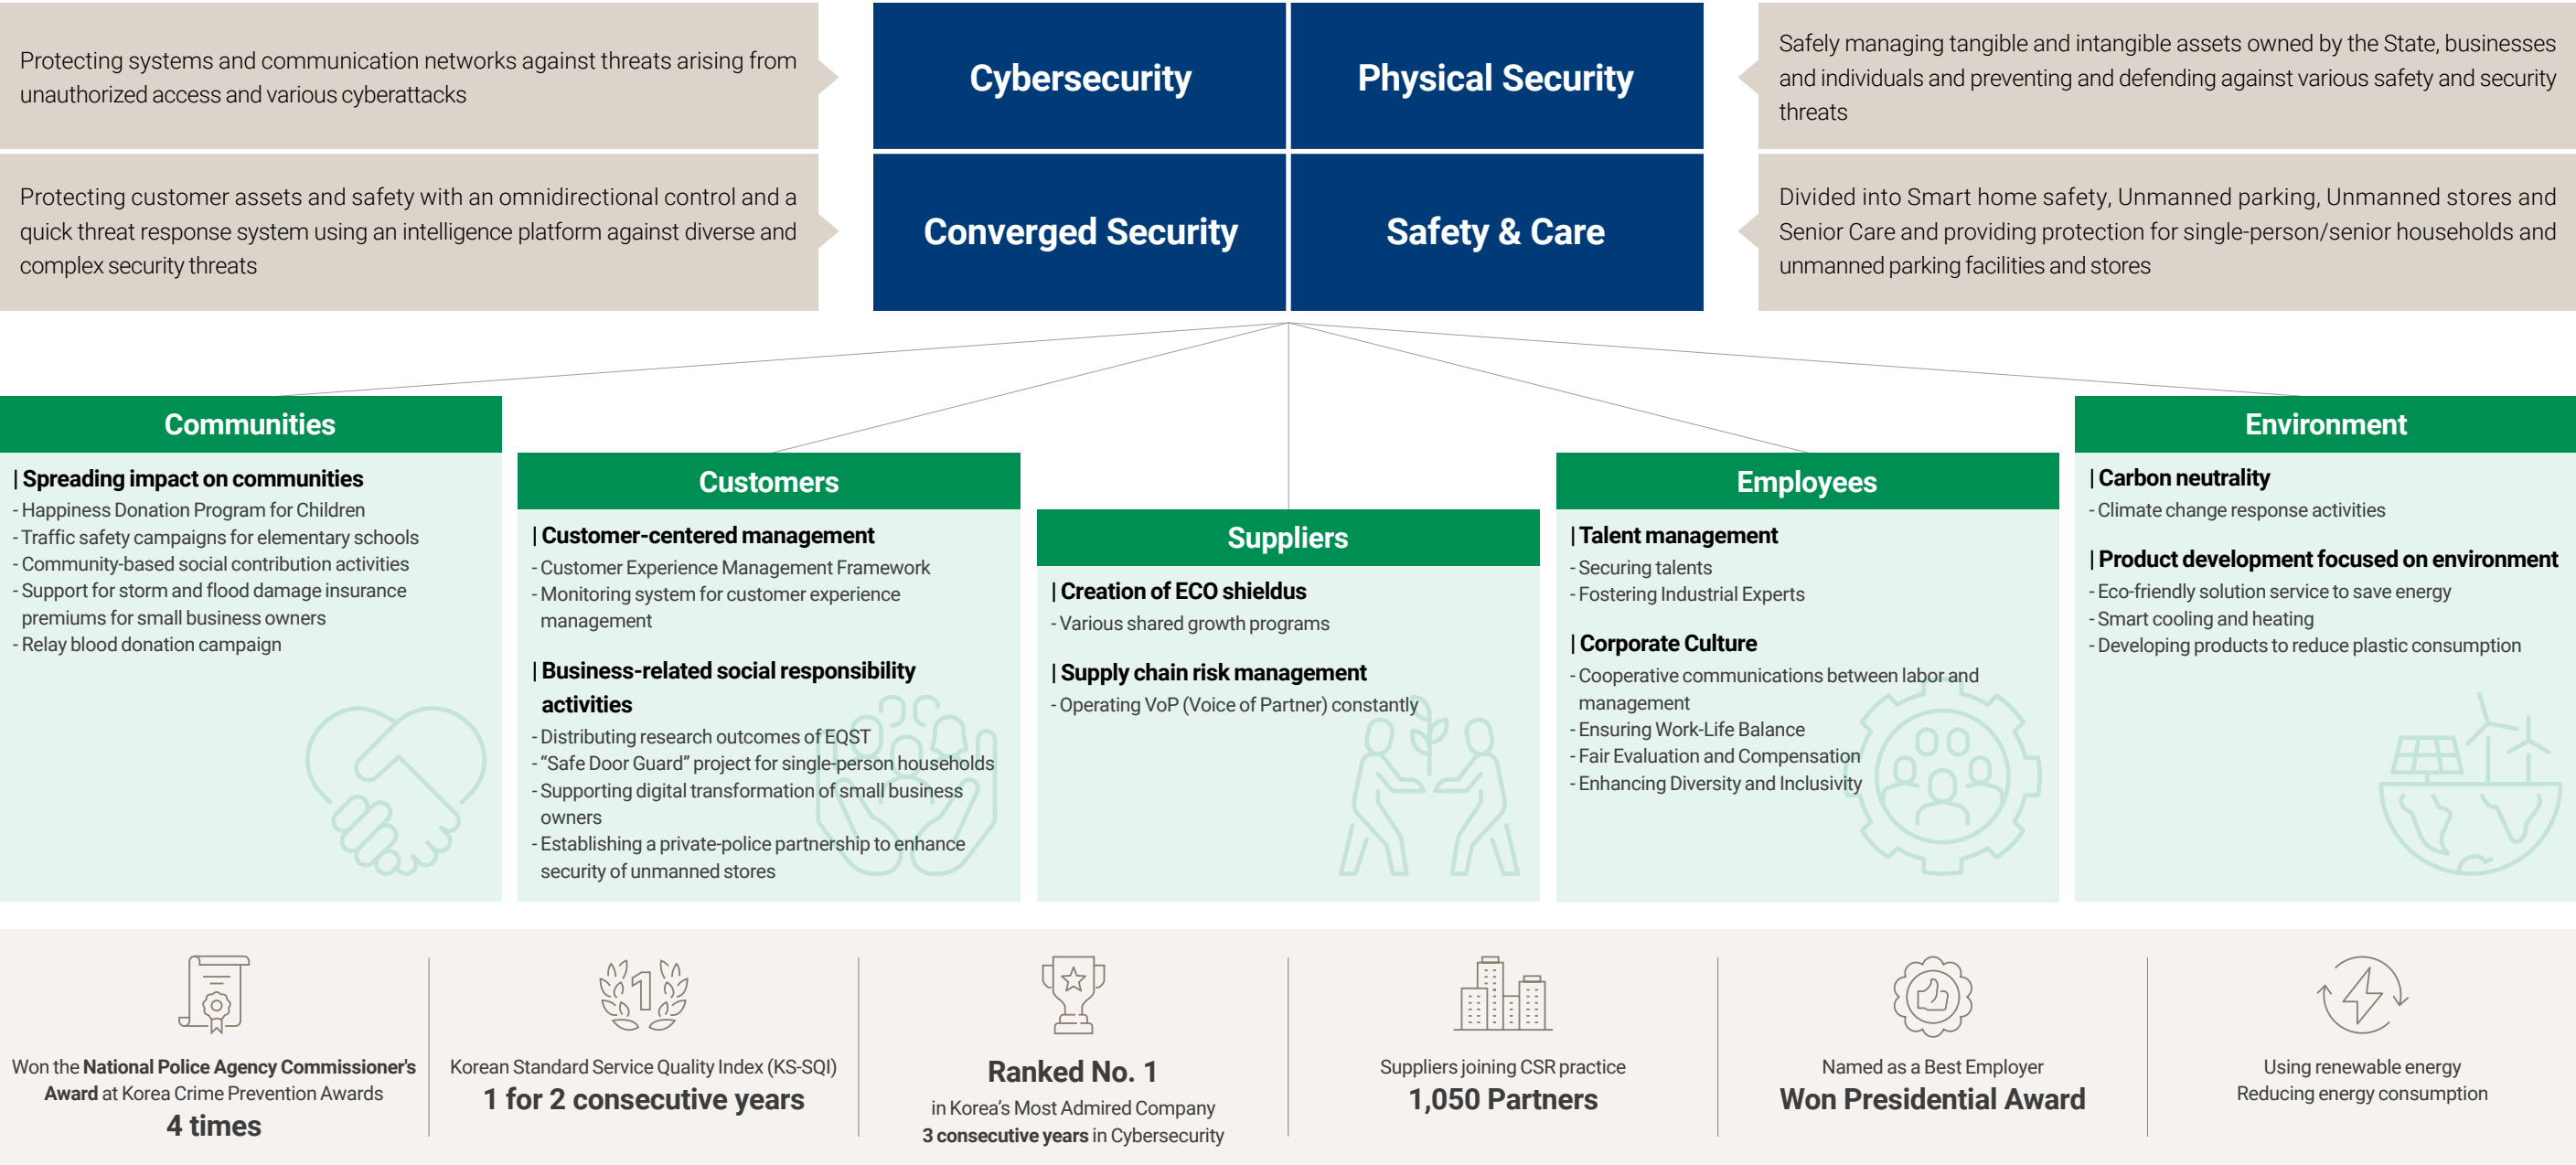 Protecting systems and communication networks against threats arising from
unauthorized access and various cyberattacks
Cybersecurity
Physical Security
Safely managing tangible and intangible assets owned by the State, businesses
and individuals and preventing and defending against various safety and security
threats
Protecting customer assets and safety with an omnidirectional control and a
quick threat response system using an intelligence platform against diverse and
complex security threats
Converged Security
Safety & Care
Divided into Smart home safety, Unmanned parking, Unmanned stores and
Senior Care and providing protection for single-person/senior households and
unmanned parking facilities and stores
Communities
| Spreading impact on communities
- Happiness Donation Program for Children
- Traffic safety campaigns for elementary schools
- Community-based social contribution activities
- Support for storm and flood damage insurance
premiums for small business owners
- Relay blood donation campaign
Customers
| Customer-centered management
- Customer Experience Management Framework
- Monitoring system for customer experience
management
| Business-related social responsibility
activities
- Distributing research outcomes of EQST
- “Safe Door Guard” project for single-person households
- Supporting digital transformation of small business
owners
- Establishing a private-police partnership to enhance
security of unmanned stores
Suppliers
| Creation of ECO shieldus
- Various shared growth programs
| Supply chain risk management
- Operating VoP (Voice of Partner) constantly
Employees
| Talent management
- Securing talents
- Fostering Industrial Experts
| Corporate Culture
- Cooperative communications between labor and
management
- Ensuring Work-Life Balance
- Fair Evaluation and Compensation
- Enhancing Diversity and Inclusivity
Environment
| Carbon neutrality
- Climate change response activities
| Product development focused on environment
- Eco-friendly solution service to save energy
- Smart cooling and heating
- Developing products to reduce plastic consumption
Won the National Police Agency Commissioner's
Award at Korea Crime Prevention Awards
4 times
1
Korean Standard Service Quality Index (KS-SQI)
1 for 2 consecutive years
Ranked No. 1
in Korea’s Most Admired Company
3 consecutive years in Cybersecurity
Suppliers joining CSR practice
1,050 Partners
Named as a Best Employer
Won Presidential Award
Using renewable energy
Reducing energy consumption